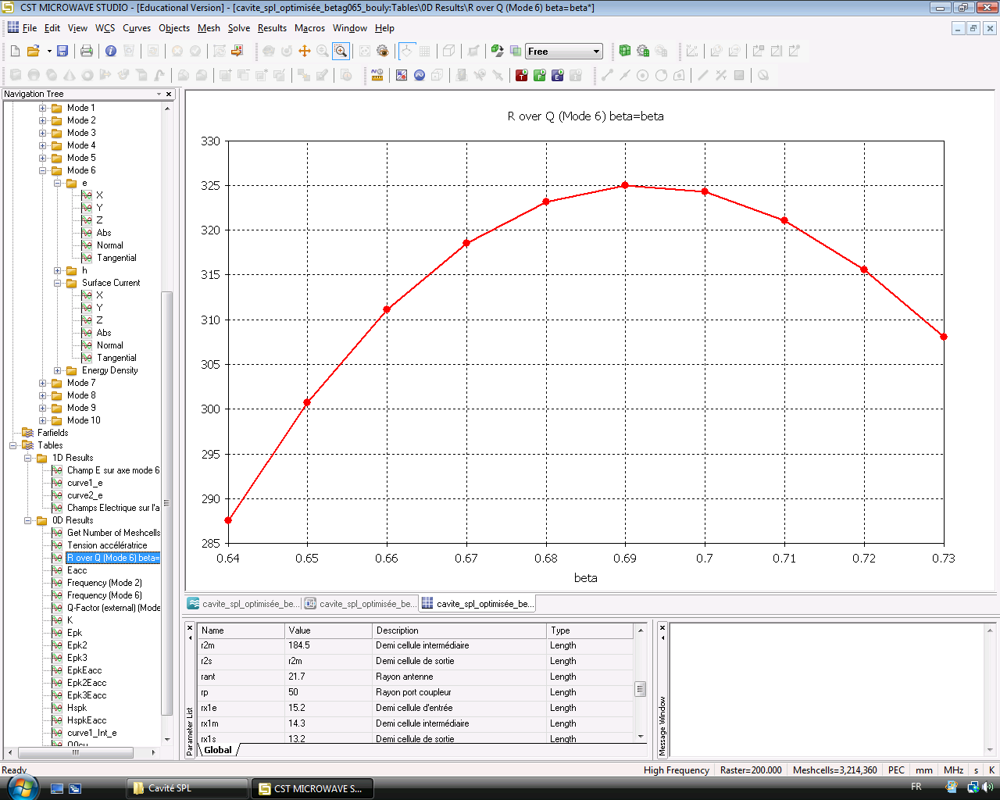 CST MICROWAVE STUDIO - [Educational Version] - [cavite_spl_optimisée_betag065_bouly:Tables\0D Results\R over Q (Mode 6) beta=beta*]
File Edit View WCS Curves Objects Mesh Solve Results Macros Window Help
Free
Navigation Tree
Mode 1
Mode 2
Mode 3
Mode 4
Mode 5
Mode 6
e
X
Y
Z
Abs
Normal
Tangential
h
Surface Current
X
Y
Z
Abs
Normal
Tangential
Energy Density
Mode 7
Mode 8
Mode 9
Mode 10
Farfields
Tables
1D Results
Champ E sur axe mode 6
curve1_e
curve2_e
Champs Electrique sur l'a
0D Results
Get Number of Meshcells
Tension accélératrice
R over Q (Mode 6) beta=
Eacc
Frequency (Mode 2)
Frequency (Mode 6)
Q-Factor (external) (Mode
K
Epk
Epk2
Epk3
EpkEacc
Epk2Eacc
Epk3Eacc
Hspk
HspkEacc
curve1_Int_e
Q0cu
R over Q (Mode 6) beta=beta
330
325
320
315
310
305
300
295
290
285
0.64 0.65 0.66 0.67 0.68 0.69 0.7 0.71 0.72 0.73
beta
cavite_spl_optimisée_be... cavite_spl_optimisée_be... cavite_spl_optimisée_be...
Parameter List
Name Value Description Type
r2m 184.5 Demi cellule intermédiaire Length
r2s r2m Demi cellule de sortie Length
rant 21.7 Rayon antenne Length
rp 50 Rayon port coupleur Length
rx1e 15.2 Demi cellule d'entrée Length
rx1m 14.3 Demi cellule intermédiaire Length
rx1s 13.2 Demi cellule de sortie Length
Global
Message Window
Ready High Frequency Raster=200.000 Meshcells=3,214,360 PEC mm MHz s K
Cavité SPL CST MICROWAVE S... FR